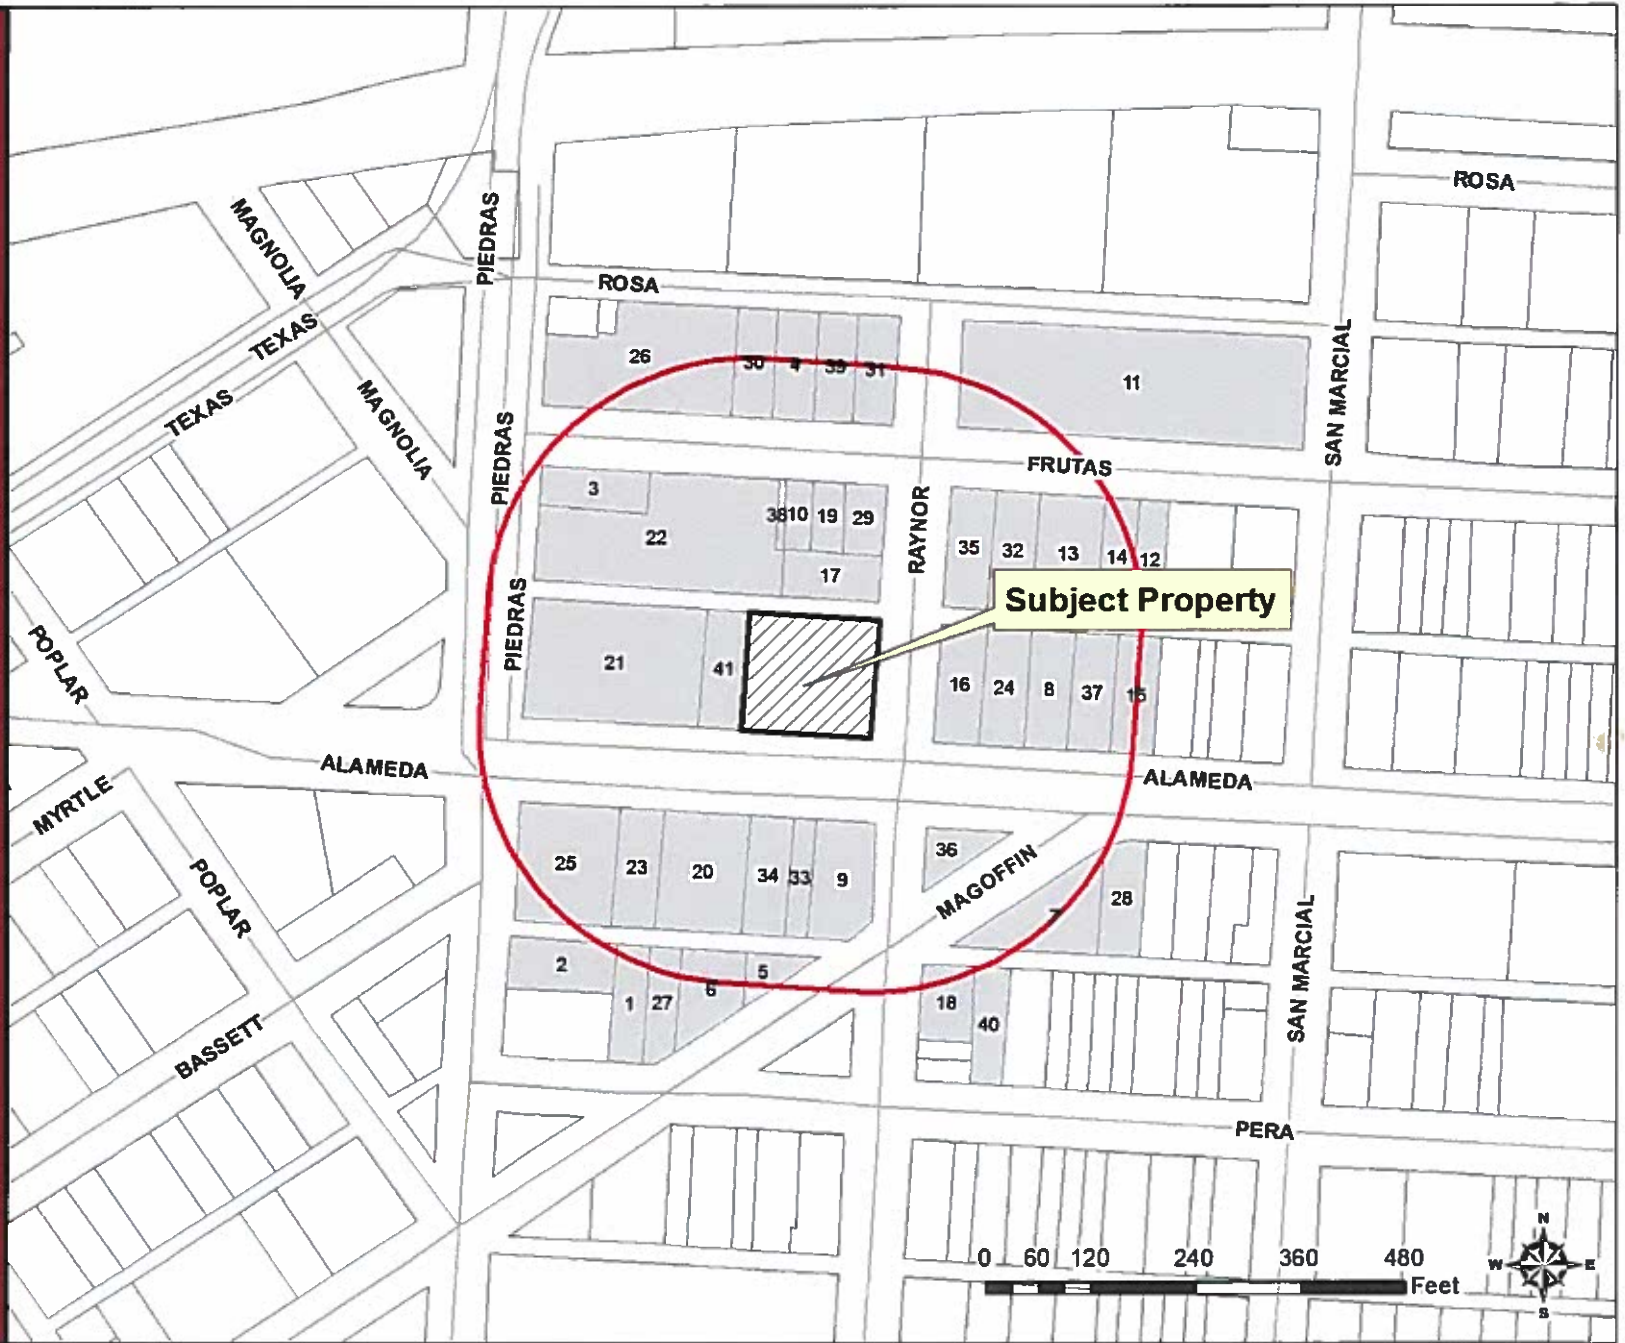 ROSA
MAGNOLIA
PIEDRAS
ROSA
TEXAS
SAN MARCIAL
26
30
4
39
31
11
TEXAS
MAGNOLIA
PIEDRAS
FRUTAS
3
38
10
19
29
RAYNOR
22
35
32
13
14
12
17
Subject Property
PIEDRAS
POPLAR
21
41
16
24
8
37
15
ALAMEDA
ALAMEDA
MYRTLE
POPLAR
25
23
20
34
33
9
36
MAGOFFIN
7
28
SAN MARCIAL
2
5
6
1
27
18
40
BASSETT
PERA
N
W
E
S
0 60 120 240 360 480
Feet